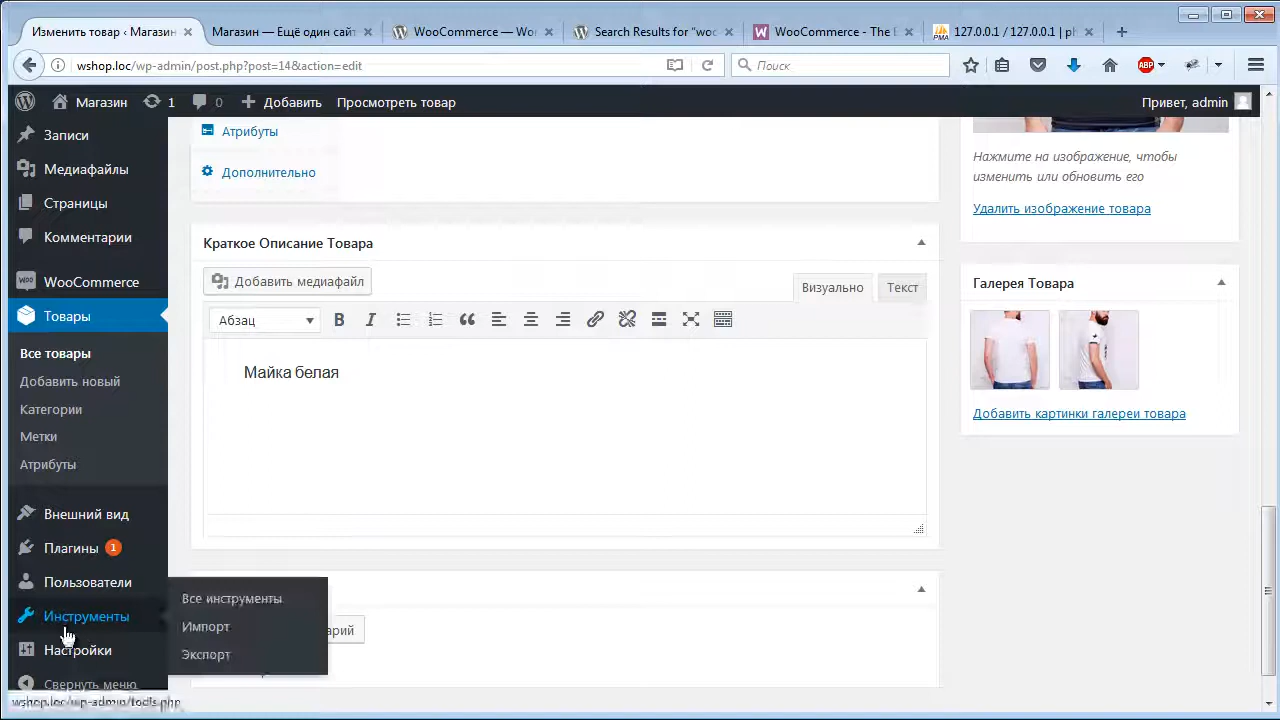 Изменить товар ‹ Магазин
Магазин — Ещё один сайт
WooCommerce — Wo
Search Results for "woo
WooCommerce - The
127.0.0.1 / 127.0.0.1 | p
wshop.loc/wp-admin/post.php?post=14&action=edit
Поиск
ABP
Магазин
1
0
Добавить
Просмотреть товар
Привет, admin
Записи
Медиафайлы
Страницы
Комментарии
WooCommerce
Товары
Все товары
Добавить новый
Категории
Метки
Атрибуты
Внешний вид
Плагины 1
Пользователи
Инструменты
Настройки
Свернуть меню
wshop.loc/wp-admin/tools.php
Все инструменты
Импорт
Экспорт
Атрибуты
Дополнительно
Краткое Описание Товара
Добавить медиафайл
Визуально
Текст
Абзац
Майка белая
арий
Нажмите на изображение, чтобы
изменить или обновить его
Удалить изображение товара
Галерея Товара
Добавить картинки галереи товара